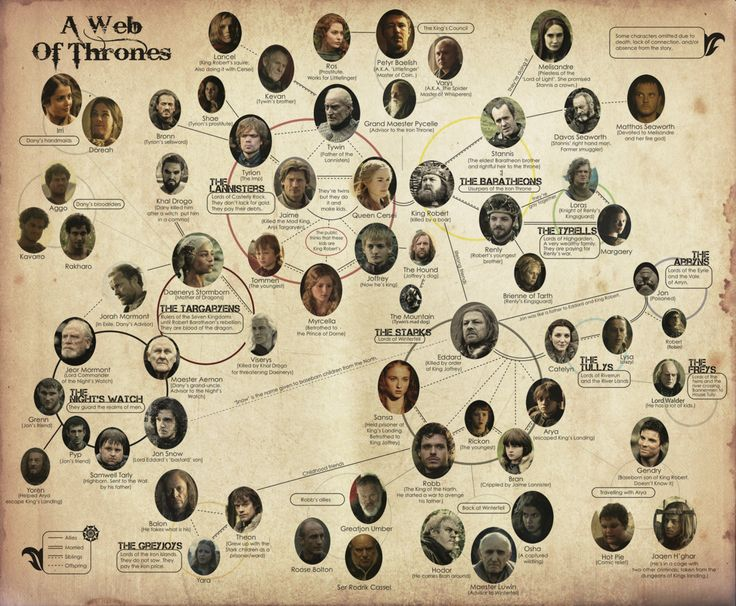 A Web
Of Thrones
Some characters omitted due to
death, lack of connection, and/or
absence from the story.
The King's Council
Lancel
(King Robert's squire;
Also doing it with Cersei)
Kevan
(Tywin's brother)
Ros
(Prostitute,
Works for Littlefinger)
Petyr Baelish
(A.K.A. 'Littlefinger'
Master of Coin.)
Varys
(A.K.A. The Spider
Master of Whisperers)
They're doing it
Melisandre
(Priestess of the
"Lord of Light". She promised
Stannis a crown.)
Irri
Doreah
Dany's handmaids
Bronn
(Tyrion's sellsword)
Shae
(Tyron's prostitute)
Tywin
(Father of the
Lannisters)
Grand Maester Pycelle
(Advisor to the Iron Throne)
Stannis
(The eldest Baratheon brother
and rightful heir to the throne)
Davos Seaworth
(Stannis' right hand man.
Former smuggler)
Matthos Seaworth
(Devoted to Melisandre
and her fire god)
Tyrion
(The Imp)
THE
LANNISTERS
Lords of Casterly Rock.
They don't luck for gold.
They pay their debts.
Jaime
(Killed the Mad King,
Aerys Targaryen)
They're twins
but they do
it and
make kids.
Queen Cersei
King Robert
(Killed by a boar)
THE BARATHEONS
Usurpers of the Iron Throne
Aggo
Dany's bloodriders
Kavarro
Rakharo
Khal Drogo
(Dany killed him
after a witch put him
in a coma)
The public
think that these
kids are
King Robert's
Tommen
(The youngest)
Myrcella
(Betrothed to
the Prince of Dorne)
Joffrey
(Now he's king)
The Hound
(Joffrey's dog)
The Mountain
(Tywin's mad dog)
Renly
(Robert's youngest
brother)
Brienne of Tarth
(Renly's Kingsguard)
Loras
(Knight of Renly's
Kingsguard)
THE TYRELLS
Lords of Highgarden.
A very wealthy family.
They are paying for
Renly's war.
Margaery
THE
ARRYNS
Lords of the Eyrie
and the Vale
of Arryn.
Jon
(Poisoned)
Robert
Jon was like a father to Eddard and King Robert.
Daenerys Stormborn
(Mother of Dragons)
THE TARGARYENS
Rulers of the Seven Kingdoms
until Robert Baratheon's rebellion.
They are blood of the dragon.
Jorah Mormont
(In Exile. Dany's Advisor)
Viserys
(Killed by Khal Drogo
for threatening Daenerys)
THE STARKS
Lords of Winterfell
Eddard
(Killed by order
of King Joffrey)
Catelyn
THE
TULLYS
Lords of Riverrun
and the River Lands
Lysa
THE
FREYS
Lords of the
Twins and the
river crossing.
Bannermen to
House Tully.
Lord Walder
(He has a lot of kids.)
Jeor Mormont
(Lord Commander
of the Night's Watch)
Maester Aemon
(Dany's grand-uncle.
Advisor to the Night's
Watch)
THE
NIGHT'S WATCH
They guard the realms of men.
"Snow" is the name given to baseborn children from the North.
Grenn
(Jon's friend)
Pyp
(Jon's friend)
Samwell Tarly
(Highborn. Sent to the Wall
by his father)
Jon Snow
(Lord Eddard's 'bastard' son)
Yoren
(Helped Arya
escape King's Landing)
Sansa
(Held prisoner at
King's Landing.
Betrothed to
King Joffrey)
Rickon
(The youngest)
Arya
(escaped King's Landing)
Robb
(The King of the North.
He started a war to avenge
his father.)
Bran
(Crippled by Jaime Lannister)
Gendry
(Baseborn son of King Robert.
Doesn't Know it)
Childhood friends
Balon
(He takes what is his)
Theon
(Grew up with the
Stark children as a
prisoner/ward)
THE GREYJOYS
Lords of the Iron Islands.
They do not sow. They
pay the iron price.
Yara
Robb's allies
Greatjon Umber
Roose Bolton
Ser Rodrik Cassel
Back at Winterfell
Hodor
(He carries Bran around)
Osha
(A captured
wildling)
Maester Luwin
(Advisor to Winterfell)
Travelling with Arya
Hot Pie
(Comic relief)
Jaqen H'ghar
(He's in a cage with
two other criminals; taken from the
dungeons of Kings landing.)
Allies
Married
Siblings
Offspring